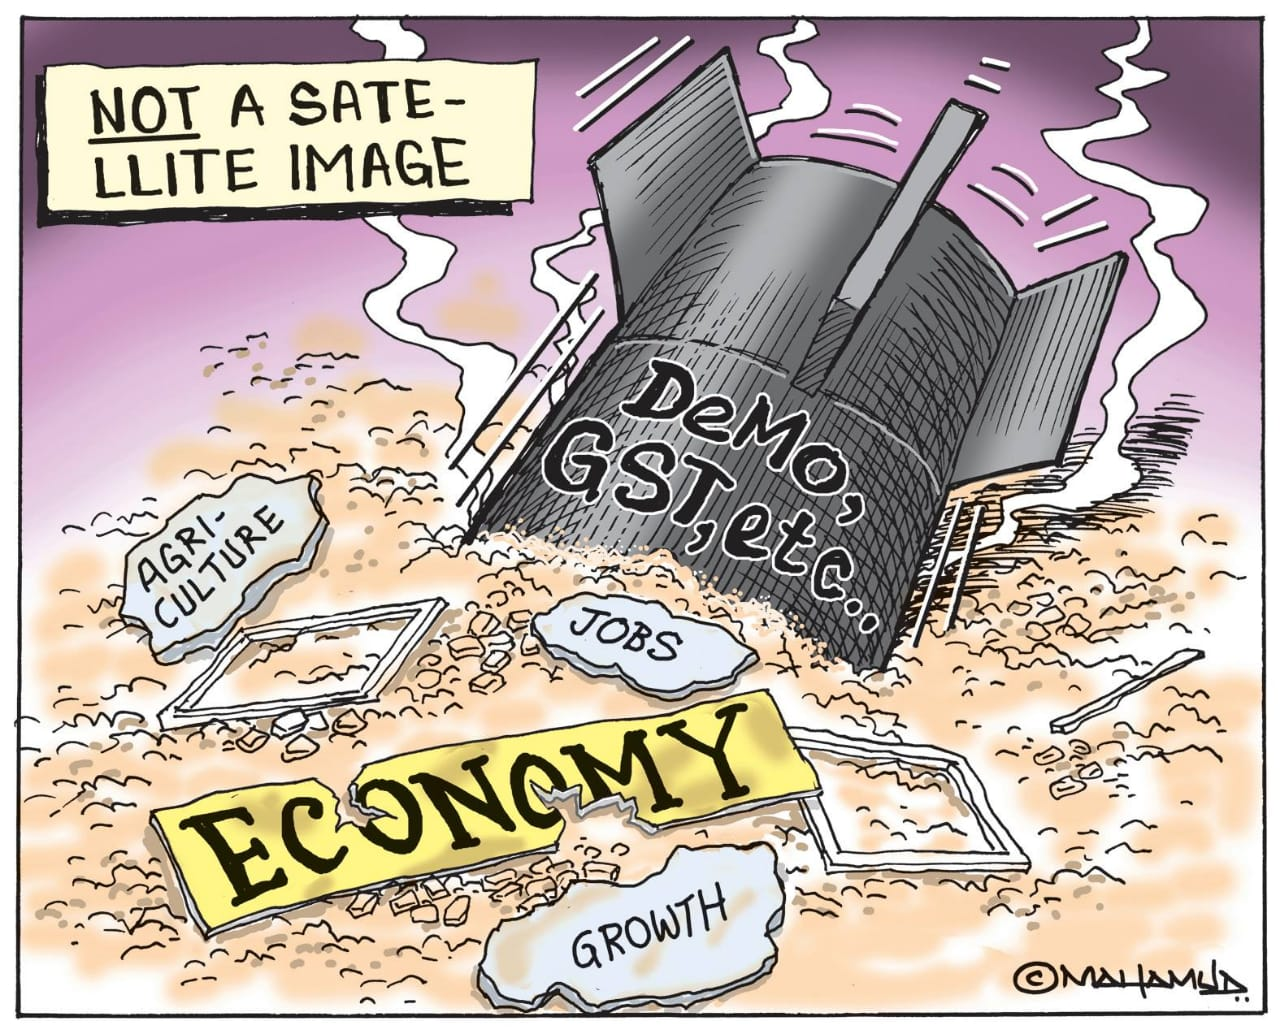 NOT A SATE-
LLITE IMAGE
DeMO,
GST, etc..
AGRI-
CULTURE
JOBS
ECONOMY
GROWTH
©MAHAMUD